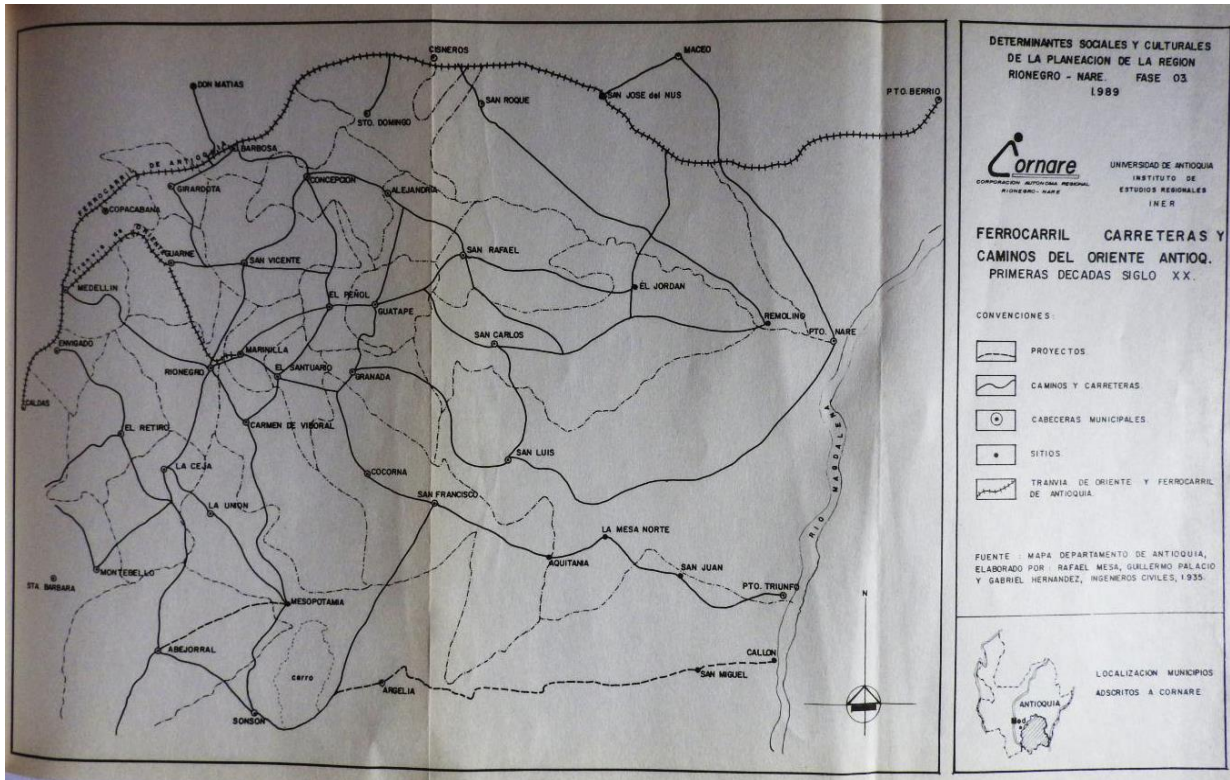 CISNEROS
MACEO
DON MATIAS
SAN JOSE del NUS
PTO. BERRIO
SAN ROQUE
STO. DOMINGO
BARBOSA
FERROCARRIL DE ANTIOQUIA
CONCEPCION
GIRARDOTA
ALEJANDRIA
COPACABANA
TRANVIA DE ORIENTE
GUARNE
SAN VICENTE
SAN RAFAEL
MEDELLIN
EL JORDAN
EL PEÑOL
GUATAPE
REMOLINO
PTO. NARE
SAN CARLOS
ENVIGADO
MARINILLA
RIONEGRO
EL SANTUARIO
GRANADA
CALDAS
EL RETIRO
CARMEN DE VIBORAL
RIO MAGDALENA
SAN LUIS
LA CEJA
COCORNA
SAN FRANCISCO
LA UNION
LA MESA NORTE
AQUITANIA
MONTEBELLO
STA. BARBARA
SAN JUAN
PTO. TRIUNFO
MESOPOTAMIA
N
ABEJORRAL
CALLON
SAN MIGUEL
cerro
ARGELIA
SONSON
DETERMINANTES SOCIALES Y CULTURALES
DE LA PLANEACION DE LA REGION
RIONEGRO - NARE. FASE 03
1.989
Cornare
CORPORACION AUTONOMA REGIONAL
RIONEGRO - NARE
UNIVERSIDAD DE ANTIOQUIA
INSTITUTO DE
ESTUDIOS REGIONALES
INER
FERROCARRIL CARRETERAS Y
CAMINOS DEL ORIENTE ANTIOQ.
PRIMERAS DECADAS SIGLO XX.
CONVENCIONES:
PROYECTOS.
CAMINOS Y CARRETERAS.
CABECERAS MUNICIPALES.
SITIOS.
TRANVIA DE ORIENTE Y FERROCARRIL
DE ANTIOQUIA.
FUENTE : MAPA DEPARTAMENTO DE ANTIOQUIA,
ELABORADO POR : RAFAEL MESA, GUILLERMO PALACIO
Y GABRIEL HERNANDEZ, INGENIEROS CIVILES, 1.935.
LOCALIZACION MUNICIPIOS
ADSCRITOS A CORNARE
ANTIOQUIA
Med.